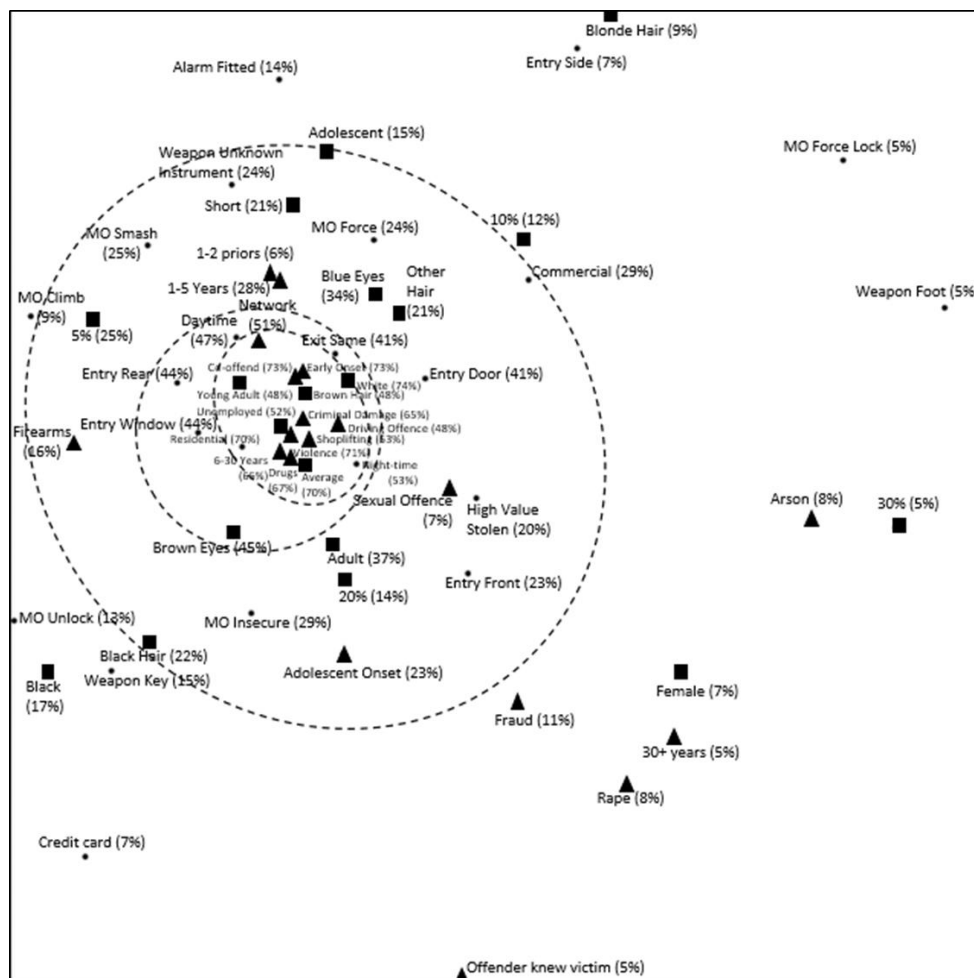 Blonde Hair (9%)
Entry Side (7%)
Alarm Fitted (14%)
Adolescent (15%)
MO Force Lock (5%)
Weapon Unknown
Instrument (24%)
Short (21%)
10% (12%)
MO Smash
(25%)
MO Force (24%)
1-2 priors (6%)
Commercial (29%)
Blue Eyes
(34%)
Other
Hair
(21%)
1-5 Years (28%)
Weapon Foot (5%)
MO Climb
(9%)
5% (25%)
Network
(51%)
Daytime
(47%)
Exit Same (41%)
Entry Rear (44%)
Co-offend (73%)
Early Onset (73%)
White (74%)
Entry Door (41%)
Young Adult (48%)
Brown Hair (48%)
Unemployed (52%)
Criminal Damage (65%)
Entry Window (44%)
Driving Offence (48%)
Firearms
(16%)
Residential (70%)
Shoplifting (63%)
Violence (71%)
6-30 Years
(66%)
Drugs
(67%)
Average
(70%)
Night-time
(53%)
Sexual Offence
(7%)
High Value
Stolen (20%)
Arson (8%)
30% (5%)
Brown Eyes (45%)
Adult (37%)
20% (14%)
Entry Front (23%)
MO Unlock (13%)
MO Insecure (29%)
Black Hair (22%)
Weapon Key (15%)
Black
(17%)
Adolescent Onset (23%)
Female (7%)
Fraud (11%)
30+ years (5%)
Rape (8%)
Credit card (7%)
Offender knew victim (5%)